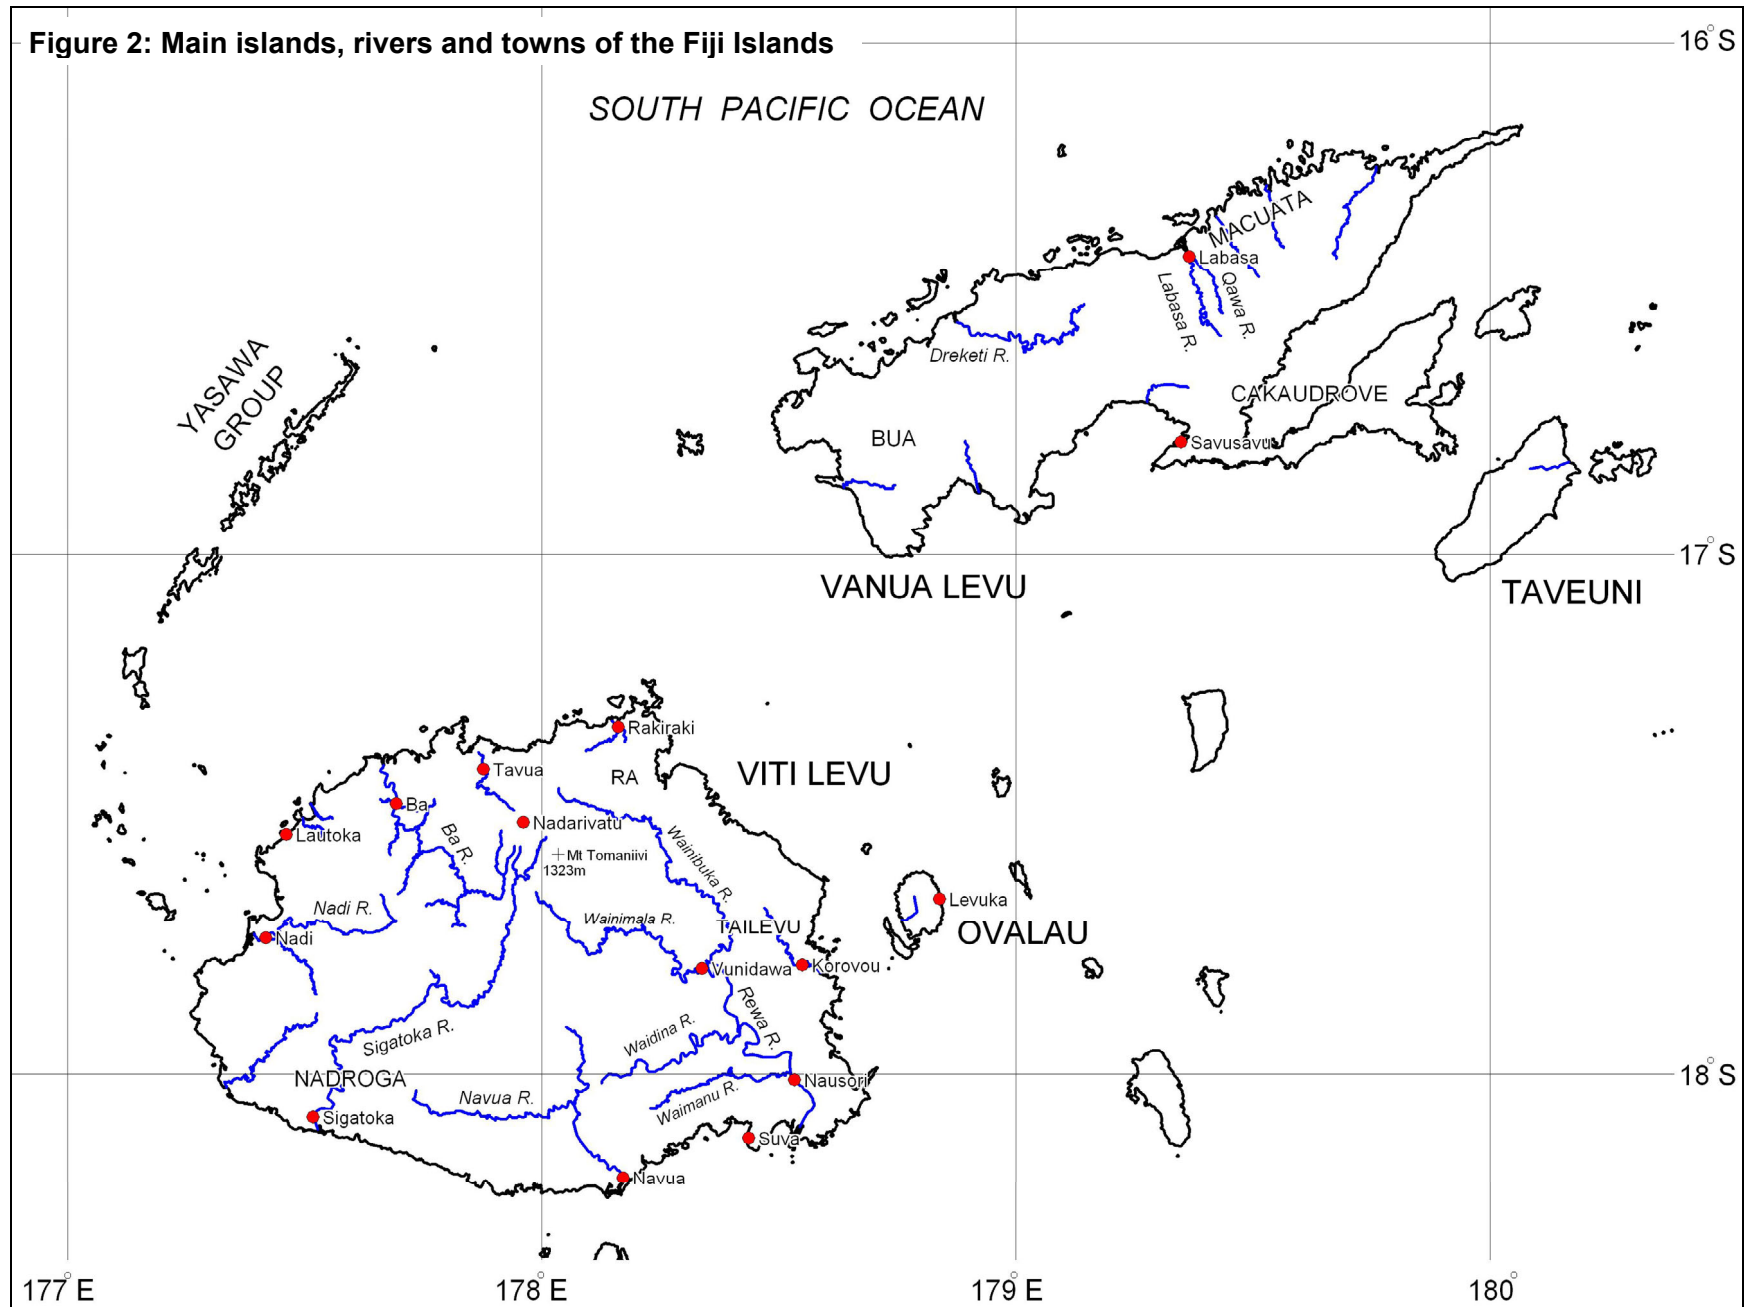 Figure 2: Main islands, rivers and towns of the Fiji Islands
16°S
SOUTH PACIFIC OCEAN
MACUATA
Labasa
Labasa R.
Qawa R.
Dreketi R.
YASAWA
GROUP
CAKAUDROVE
BUA
Savusavu
17°S
VANUA LEVU
TAVEUNI
Rakiraki
Tavua
RA
VITI LEVU
Ba
Nadarivatu
Lautoka
Ba R.
Mt Tomaniivi
1323m
Wainibuka R.
Levuka
Nadi R.
Wainimala R.
TAILEVU
OVALAU
Nadi
Vunidawa
Korovou
Rewa R.
Sigatoka R.
Waidina R.
18°S
NADROGA
Nausori
Navua R.
Waimanu R.
Sigatoka
Suva
Navua
177°E
178°E
179°E
180°